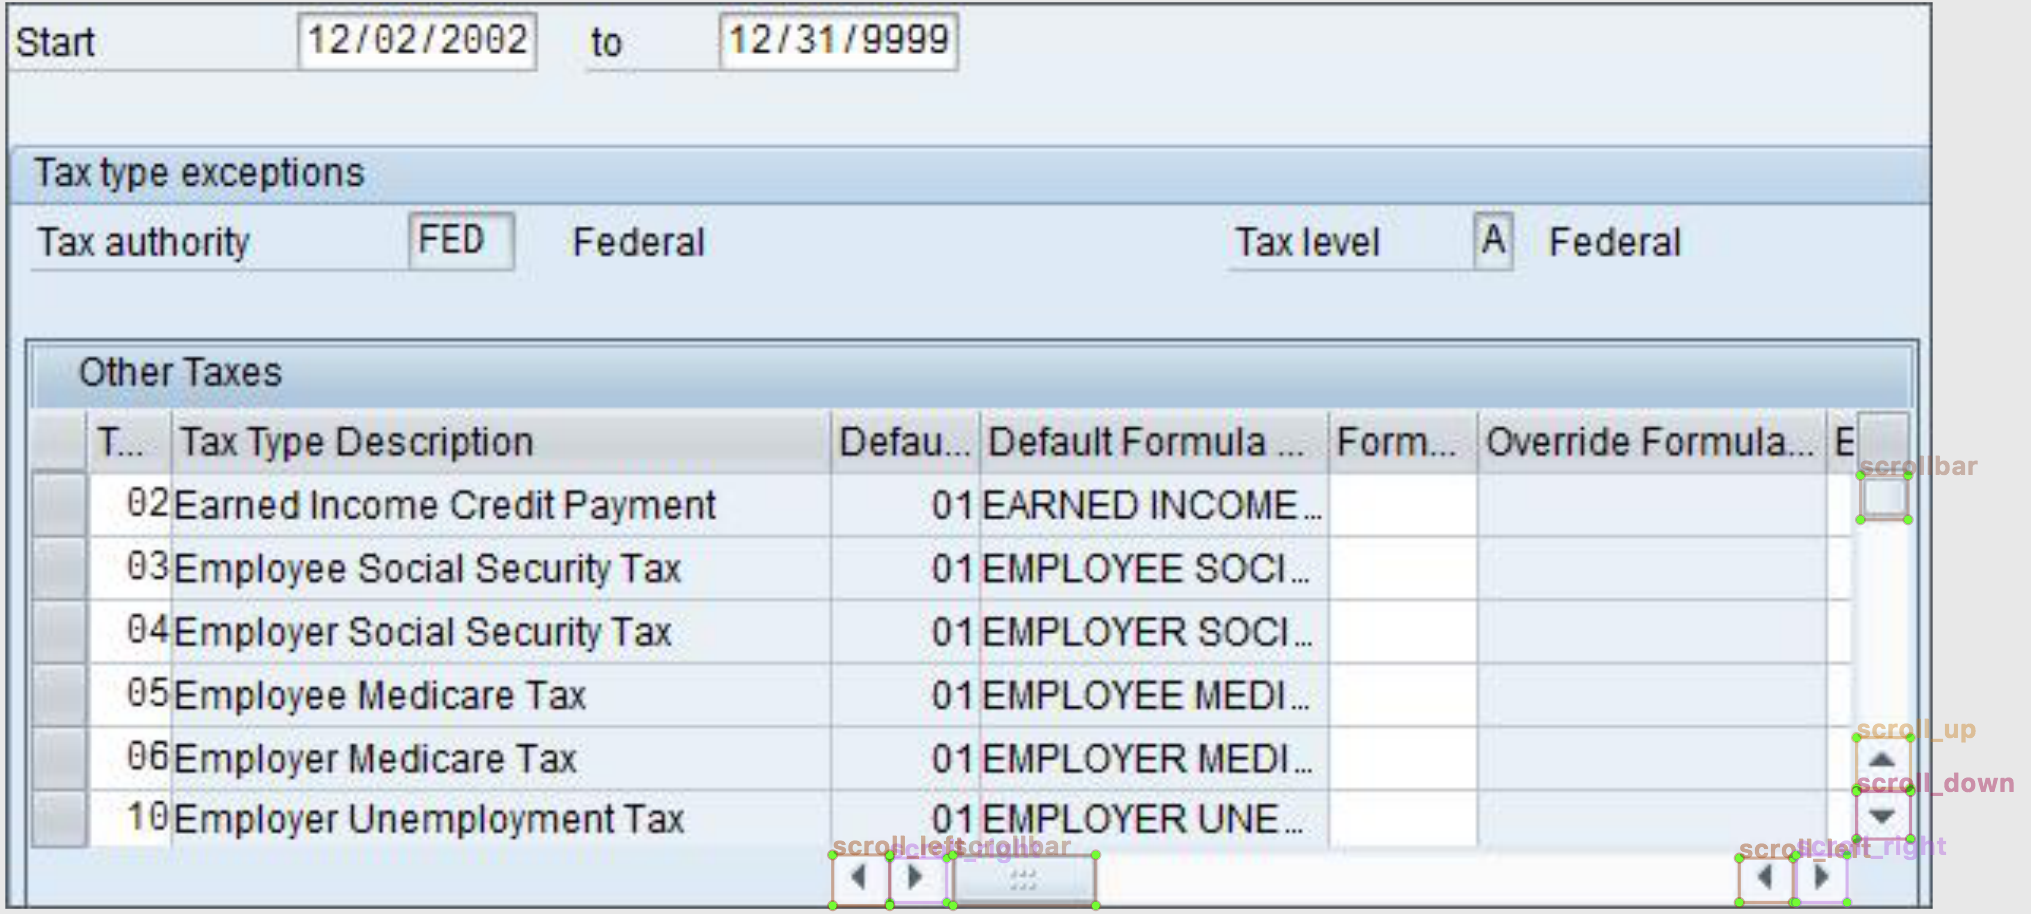 Start 12/02/2002 to 12/31/9999
Tax type exceptions
Tax authority FED Federal Tax level A Federal
Other Taxes
T... Tax Type Description Defau... Default Formula ... Form... Override Formula... E
scrollbar
02 Earned Income Credit Payment 01 EARNED INCOME...
03 Employee Social Security Tax 01 EMPLOYEE SOCI...
04 Employer Social Security Tax 01 EMPLOYER SOCI...
05 Employee Medicare Tax 01 EMPLOYEE MEDI...
scroll_up
06 Employer Medicare Tax 01 EMPLOYER MEDI...
scroll_down
10 Employer Unemployment Tax 01 EMPLOYER UNE...
scroll_left scroll_right scrollbar scroll_left scroll_right